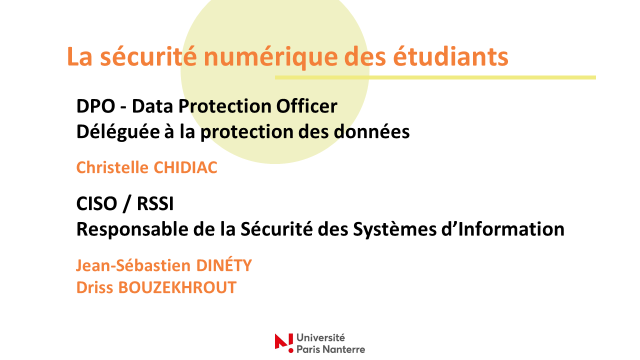 La sécurité numérique des étudiants
DPO - Data Protection Officer
Déléguée à la protection des données
Christelle CHIDIAC
CISO / RSSI
Responsable de la Sécurité des Systèmes d’Information
Jean-Sébastien DINÉTY
Driss BOUZEKHROUT
Université
Paris Nanterre